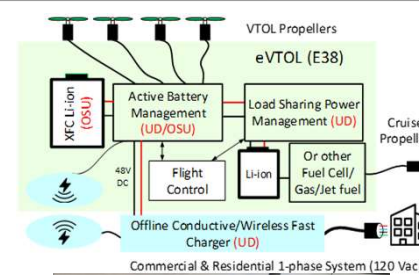 VTOL Propellers
eVTOL (E38)
XFC Li-ion
(OSU)
Active Battery
Management
(UD/OSU)
Load Sharing Power
Management (UD)
Cruise
Propell
48V
DC
Flight
Control
Li-ion
Or other
Fuel Cell/
Gas/Jet fuel
Offline Conductive/Wireless Fast
Charger (UD)
Commercial & Residential 1-phase System (120 Vac